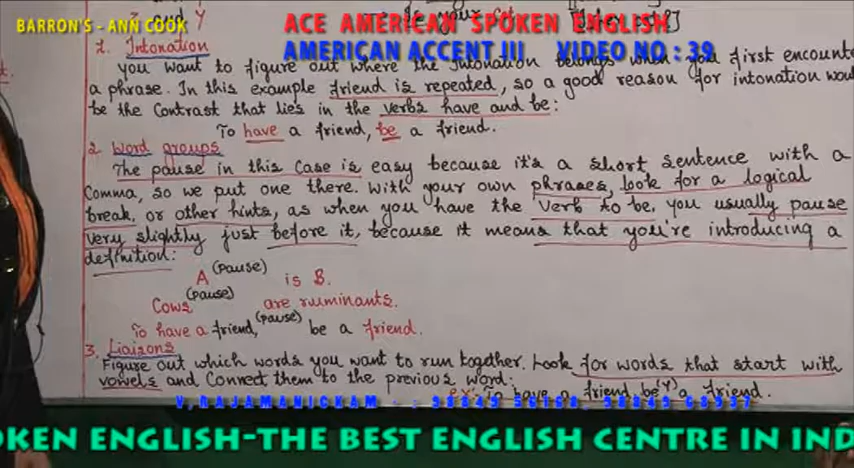 BARRON'S - ANN COOK
ACE AMERICAN SPOKEN ENGLISH
AMERICAN ACCENT III VIDEO NO : 39
1. Intonation
you want to figure out where the intonation belongs when you first encounte
a phrase. In this example friend is repeated, so a good reason for intonation wou
be the Contrast that lies in the verbs have and be:
To have a friend, be a friend.
2. Word groups
The pause in this case is easy because it's a short sentence with a
Comma, so we put one there. With your own phrases, look for a logical
break, or other hints, as when you have the verb to be, you usually pause
very slightly just before it, because it means that you're introducing a
definition:
A (pause) is B.
Cows (pause) are ruminants.
To have a friend, (pause) be a friend.
3. Liaisons
Figure out which words you want to run together. Look for words that start with
vowels and Connect them to the previous word:
To have a friend, be (Y) a friend.
V, RAJAMANICKAM
OKEN ENGLISH-THE BEST ENGLISH CENTRE IN IND